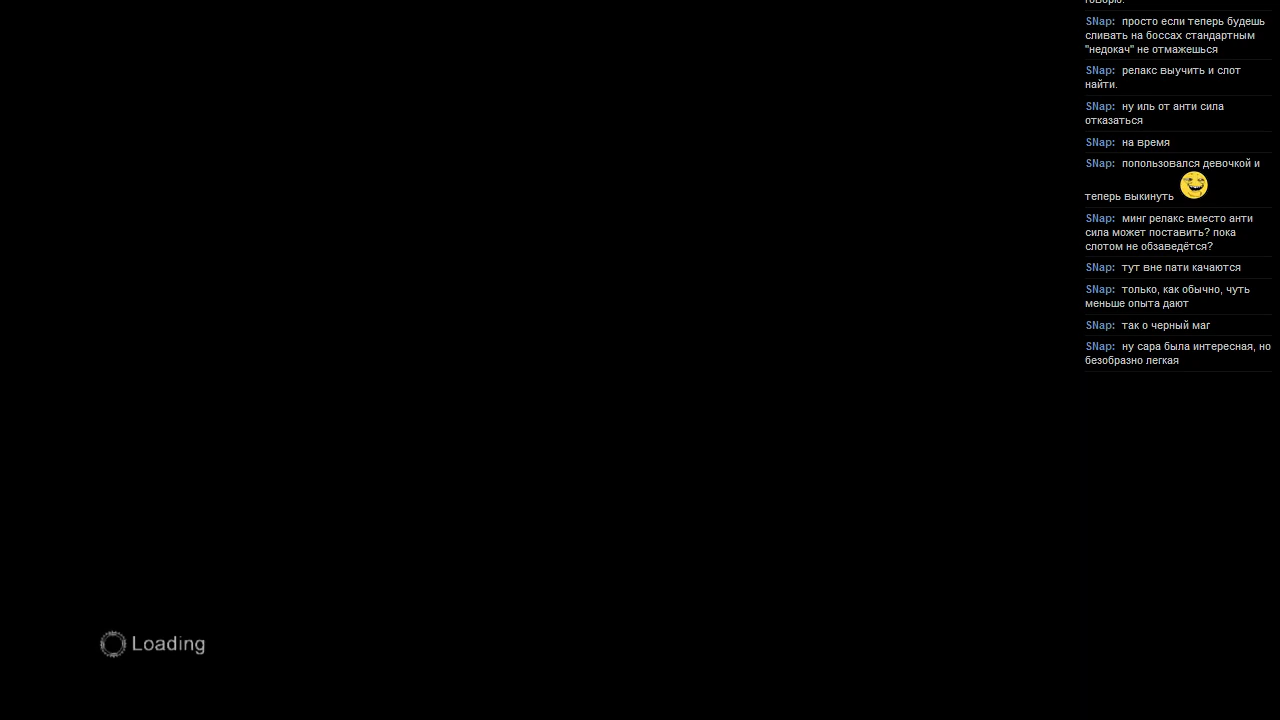 говорю.
SNap: просто если теперь будешь
сливать на боссах стандартным
"недокач" не отмажешься
SNap: релакс выучить и слот
найти.
SNap: ну иль от анти сила
отказаться
SNap: на время
SNap: попользовался девочкой и
теперь выкинуть
SNap: минг релакс вместо анти
сила может поставить? пока
слотом не обзаведётся?
SNap: тут вне пати качаются
SNap: только, как обычно, чуть
меньше опыта дают
SNap: так о черный маг
SNap: ну сара была интересная, но
безобразно легкая
Loading